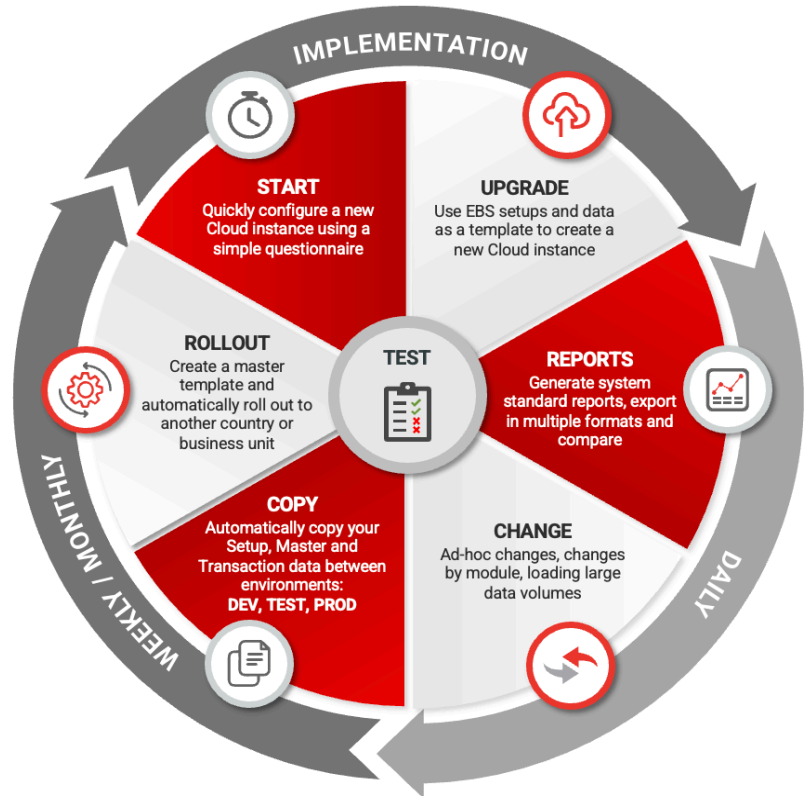 IMPLEMENTATION
START
Quickly configure a new
Cloud instance using a
simple questionnaire
UPGRADE
Use EBS setups and data
as a template to create a
new Cloud instance
ROLLOUT
Create a master
template and
automatically roll out to
another country or
business unit
TEST
REPORTS
Generate system
standard reports, export
in multiple formats and
compare
COPY
Automatically copy your
Setup, Master and
Transaction data between
environments:
DEV, TEST, PROD
CHANGE
Ad-hoc changes, changes
by module, loading large
data volumes
WEEKLY / MONTHLY
DAILY